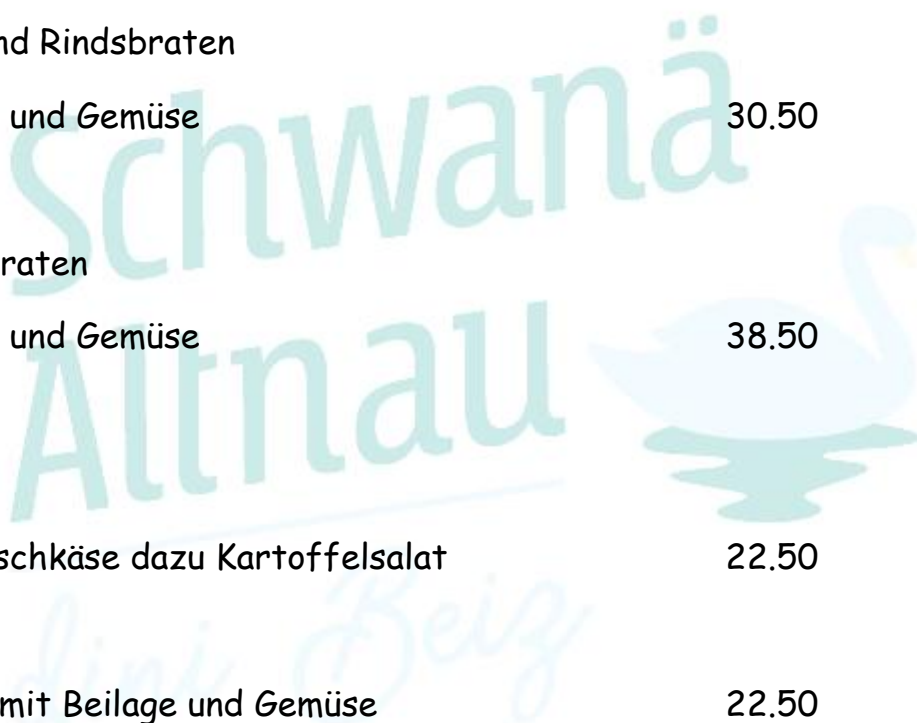 nd Rindsbraten
und Gemüse 30.50
raten
und Gemüse 38.50
schkäse dazu Kartoffelsalat 22.50
mit Beilage und Gemüse 22.50
Schwanä
Altnau
dini Beiz